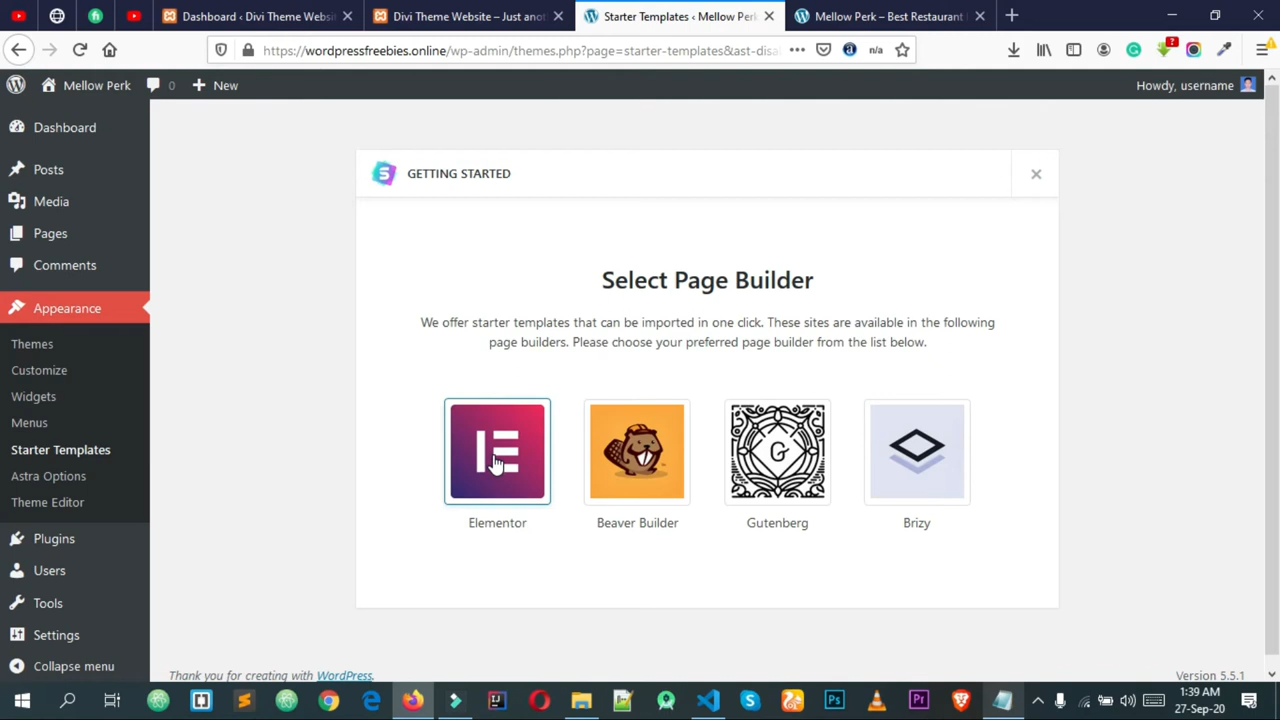 Dashboard ‹ Divi Theme Websi
Divi Theme Website – Just anot
Starter Templates ‹ Mellow Perk
Mellow Perk – Best Restaurant
https://wordpressfreebies.online/wp-admin/themes.php?page=starter-templates&ast-disa
n/a
?
Mellow Perk
0
New
Howdy, username
Dashboard
Posts
Media
Pages
Comments
Appearance
Themes
Customize
Widgets
Menus
Starter Templates
Astra Options
Theme Editor
Plugins
Users
Tools
Settings
Collapse menu
GETTING STARTED
Select Page Builder
We offer starter templates that can be imported in one click. These sites are available in the following
page builders. Please choose your preferred page builder from the list below.
G
Elementor
Beaver Builder
Gutenberg
Brizy
Thank you for creating with WordPress.
Version 5.5.1
Ps
Pr
1:39 AM
27-Sep-20